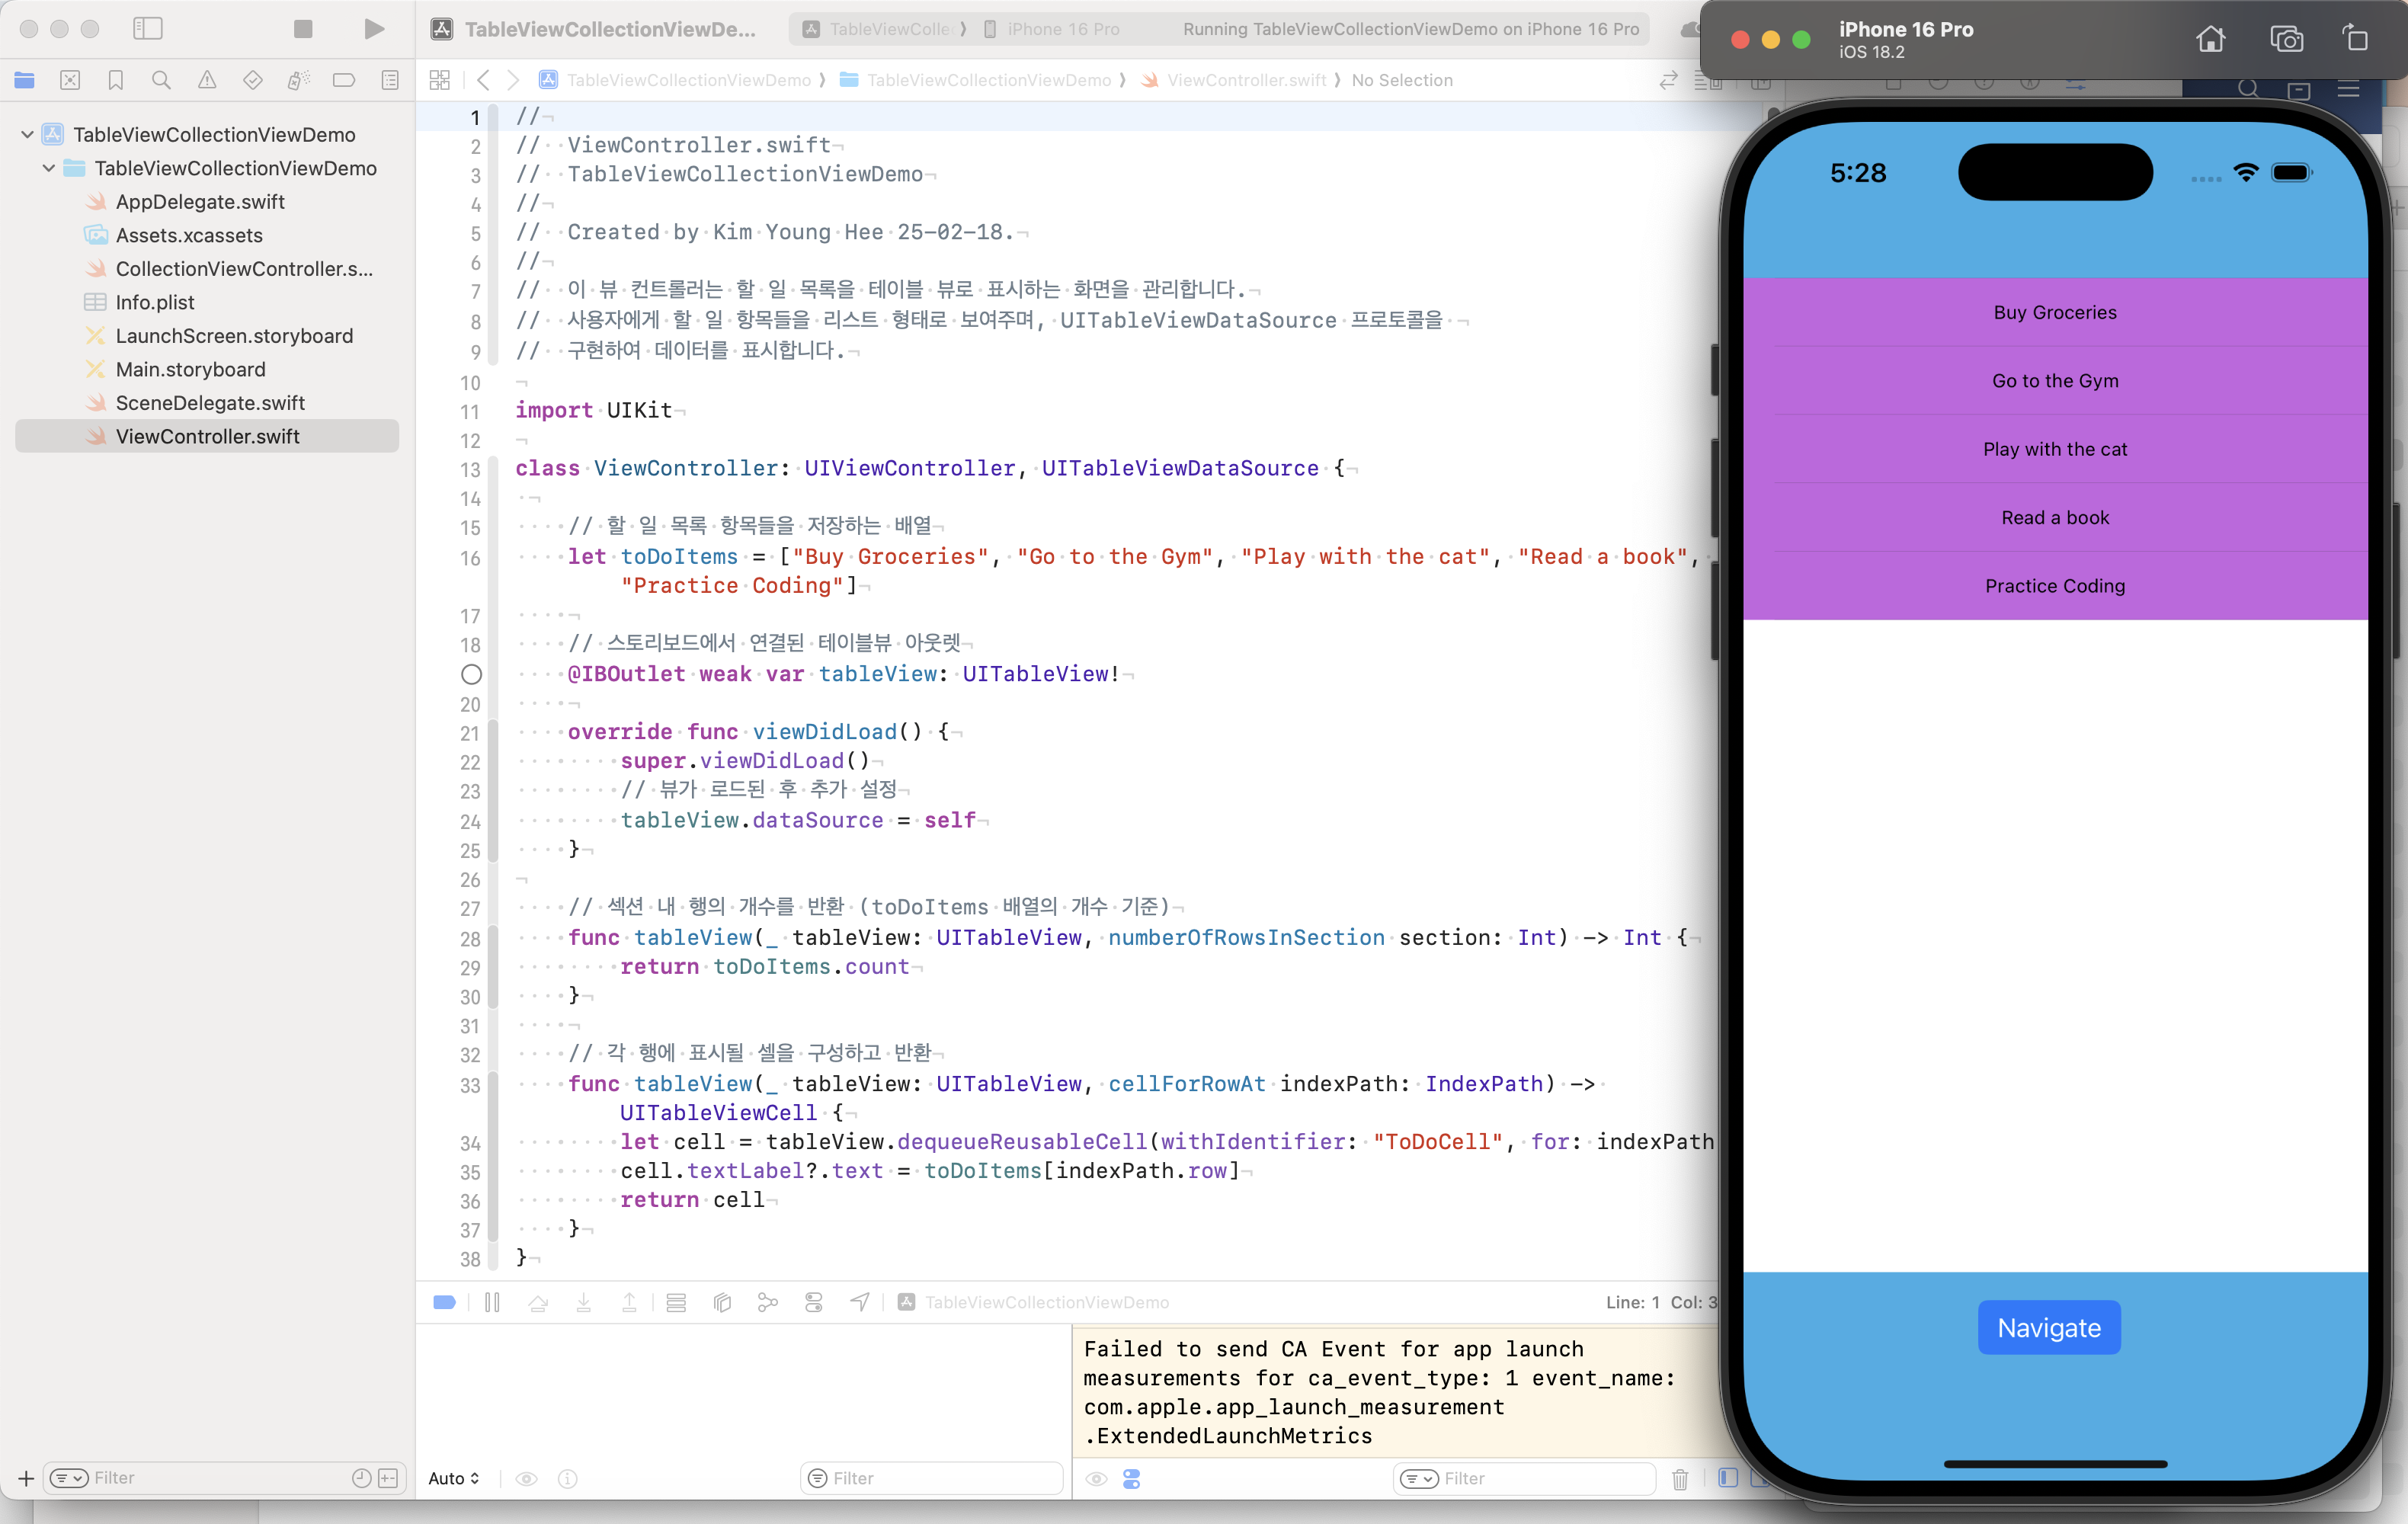 TableViewCollectionViewDe...
TableViewColle
iPhone 16 Pro
Running TableViewCollectionViewDemo on iPhone 16 Pro
TableViewCollectionViewDemo
TableViewCollectionViewDemo
ViewController.swift
No Selection
TableViewCollectionViewDemo
TableViewCollectionViewDemo
AppDelegate.swift
Assets.xcassets
CollectionViewController.s...
Info.plist
LaunchScreen.storyboard
Main.storyboard
SceneDelegate.swift
ViewController.swift
Filter
1 //
2 // ViewController.swift
3 // TableViewCollectionViewDemo
4 //
5 // Created by Kim Young Hee 25-02-18.
6 //
7 // 이 뷰 컨트롤러는 할 일 목록을 테이블 뷰로 표시하는 화면을 관리합니다.
8 // 사용자에게 할 일 항목들을 리스트 형태로 보여주며, UITableViewDataSource 프로토콜을
9 // 구현하여 데이터를 표시합니다.
10
11 import UIKit
12
13 class ViewController: UIViewController, UITableViewDataSource {
14
15 // 할 일 목록 항목들을 저장하는 배열
16 let toDoItems = ["Buy Groceries", "Go to the Gym", "Play with the cat", "Read a book",
"Practice Coding"]
17
18 // 스토리보드에서 연결된 테이블뷰 아웃렛
@IBOutlet weak var tableView: UITableView!
20
21 override func viewDidLoad() {
22 super.viewDidLoad()
23 // 뷰가 로드된 후 추가 설정
24 tableView.dataSource = self
25 }
26
27 // 섹션 내 행의 개수를 반환 (toDoItems 배열의 개수 기준)
28 func tableView(_ tableView: UITableView, numberOfRowsInSection section: Int) -> Int {
29 return toDoItems.count
30 }
31
32 // 각 행에 표시될 셀을 구성하고 반환
33 func tableView(_ tableView: UITableView, cellForRowAt indexPath: IndexPath) ->
UITableViewCell {
34 let cell = tableView.dequeueReusableCell(withIdentifier: "ToDoCell", for: indexPath
35 cell.textLabel?.text = toDoItems[indexPath.row]
36 return cell
37 }
38 }
TableViewCollectionViewDemo
Line: 1 Col: 3
Failed to send CA Event for app launch
measurements for ca_event_type: 1 event_name:
com.apple.app_launch_measurement
.ExtendedLaunchMetrics
Auto
Filter
Filter
iPhone 16 Pro
iOS 18.2
5:28
Buy Groceries
Go to the Gym
Play with the cat
Read a book
Practice Coding
Navigate